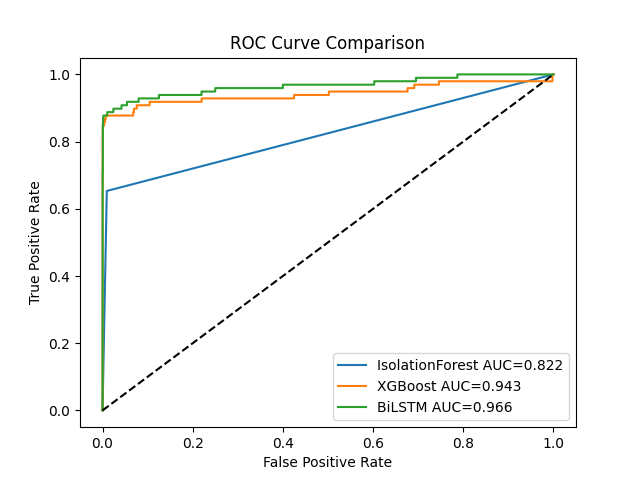 ROC Curve Comparison
1.0
0.8
0.6
0.4
0.2
0.0
True Positive Rate
IsolationForest AUC=0.822
XGBoost AUC=0.943
BiLSTM AUC=0.966
0.0 0.2 0.4 0.6 0.8 1.0
False Positive Rate